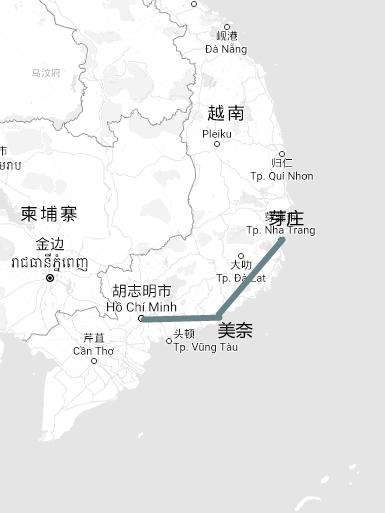 岘港
Đà Nẵng
乌汶府
越南
Pleiku
市
归仁
Tp. Qui Nhơn
柬埔寨
芽庄
Tp. Nha Trang
金边
រាជធានីភ្នំពេញ
大叻
Tp. Đà Lạt
胡志明市
Hồ Chí Minh
美奈
头顿
Tp. Vũng Tàu
芹苴
Cần Thơ